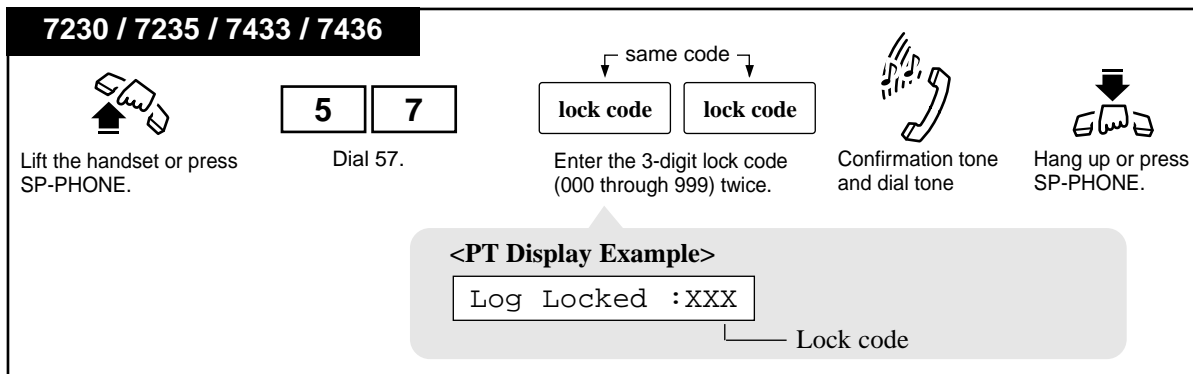 7230 / 7235 / 7433 / 7436
same code
5 7
lock code lock code
Lift the handset or press
SP-PHONE.
Dial 57.
Enter the 3-digit lock code
(000 through 999) twice.
Confirmation tone
and dial tone
Hang up or press
SP-PHONE.
<PT Display Example>
Log Locked :XXX
Lock code